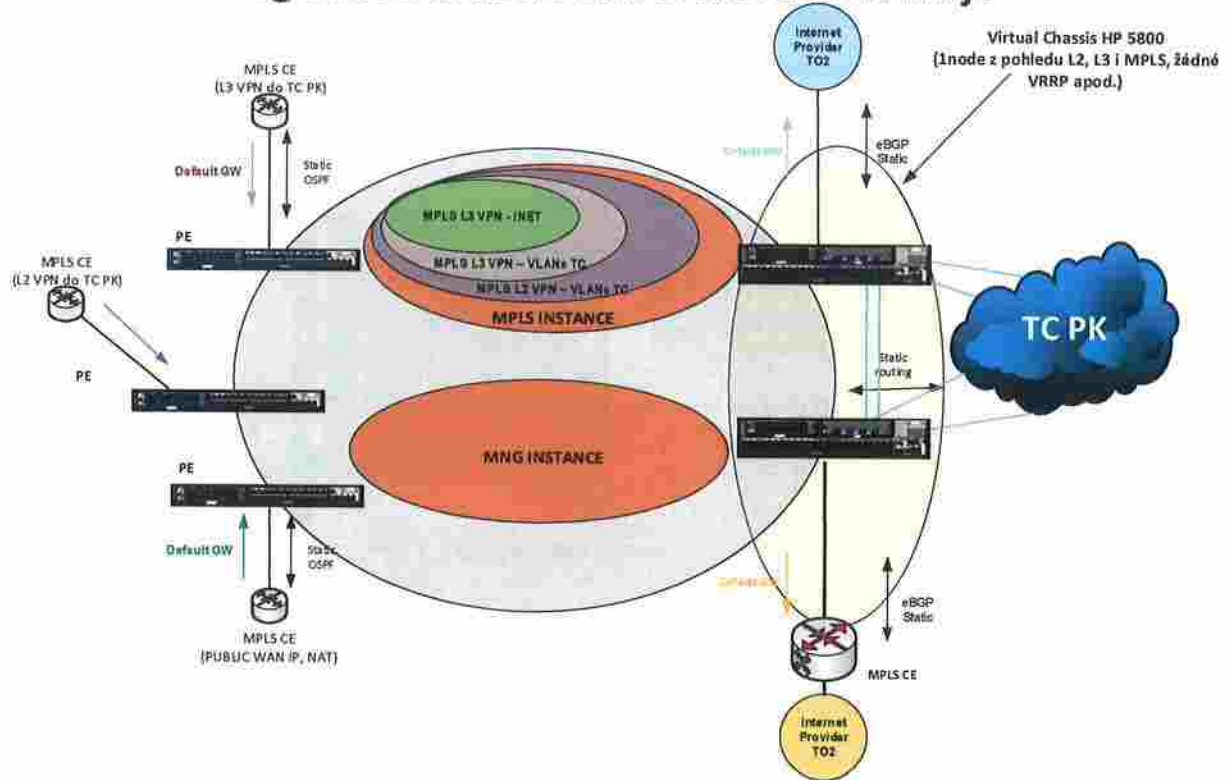 Internet
Provider
TO2
Virtual Chassis HP 5800
(1node z pohledu L2, L3 i MPLS, žádné
VRRP apod.)
MPLS CE
(L3 VPN do TC PK)
Default GW
Static
OSPF
Default GW
eBGP
Static
PE
MPLS CE
(L2 VPN do TC PK)
MPLS L3 VPN - INET
MPLS L3 VPN – VLANs TC
MPLS L2 VPN – VLANs TC
MPLS INSTANCE
TC PK
PE
Static
routing
MNG INSTANCE
PE
Default GW
Static
OSPF
Default GW
eBGP
Static
MPLS CE
(PUBLIC WAN IP, NAT)
MPLS CE
Internet
Provider
TO2